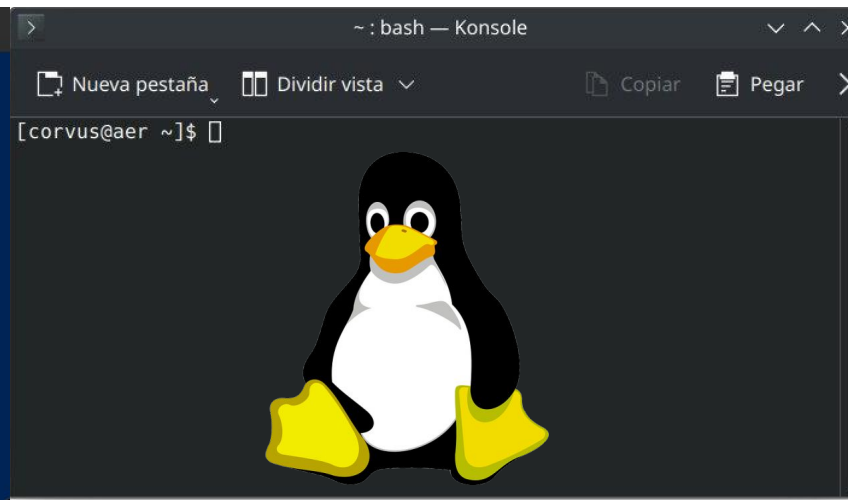 ~ : bash — Konsole
Nueva pestaña Dividir vista Copiar Pegar
[corvus@aer ~]$